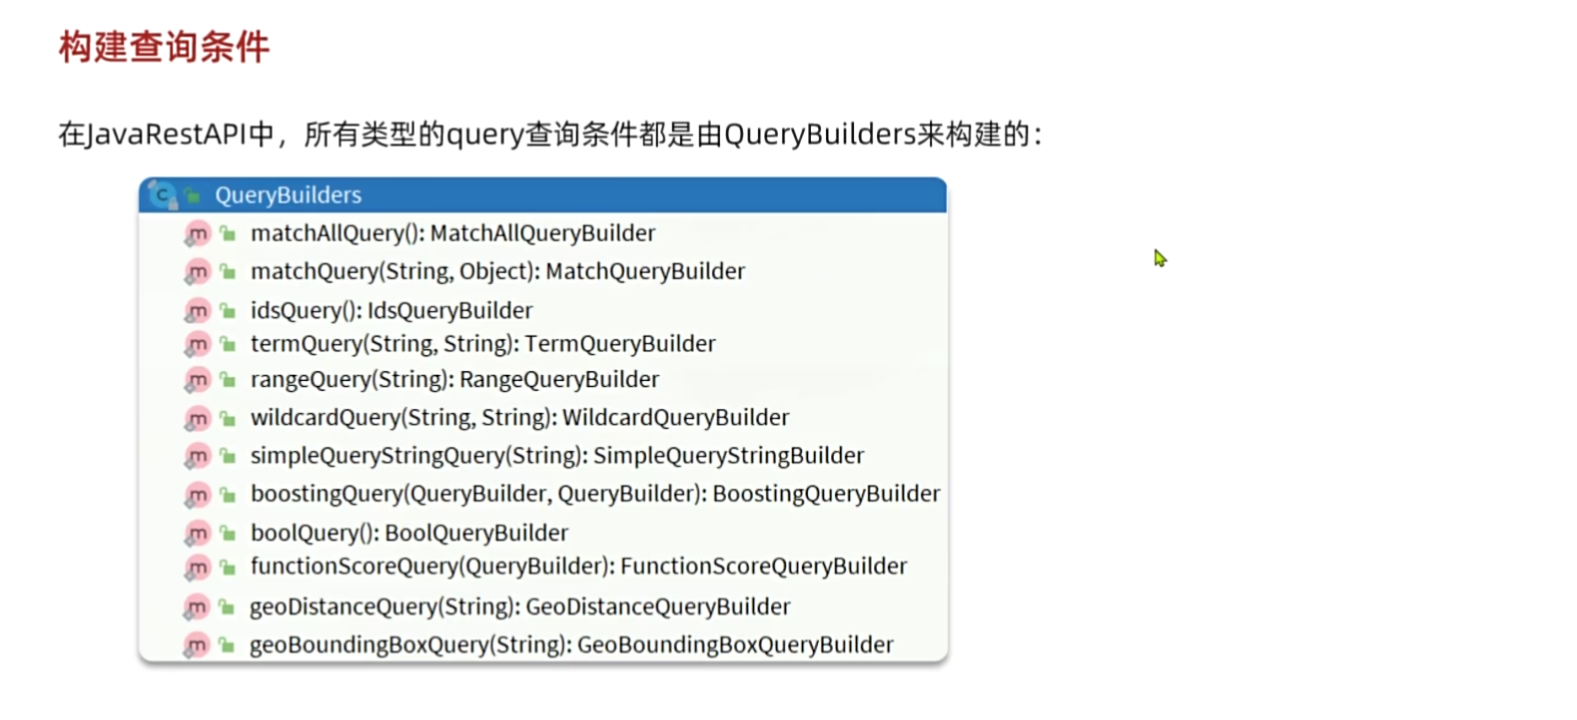 构建查询条件
在JavaRestAPI中，所有类型的query查询条件都是由QueryBuilders来构建的：
QueryBuilders
matchAllQuery(): MatchAllQueryBuilder
matchQuery(String, Object): MatchQueryBuilder
idsQuery(): IdsQueryBuilder
termQuery(String, String): TermQueryBuilder
rangeQuery(String): RangeQueryBuilder
wildcardQuery(String, String): WildcardQueryBuilder
simpleQueryStringQuery(String): SimpleQueryStringBuilder
boostingQuery(QueryBuilder, QueryBuilder): BoostingQueryBuilder
boolQuery(): BoolQueryBuilder
functionScoreQuery(QueryBuilder): FunctionScoreQueryBuilder
geoDistanceQuery(String): GeoDistanceQueryBuilder
geoBoundingBoxQuery(String): GeoBoundingBoxQueryBuilder